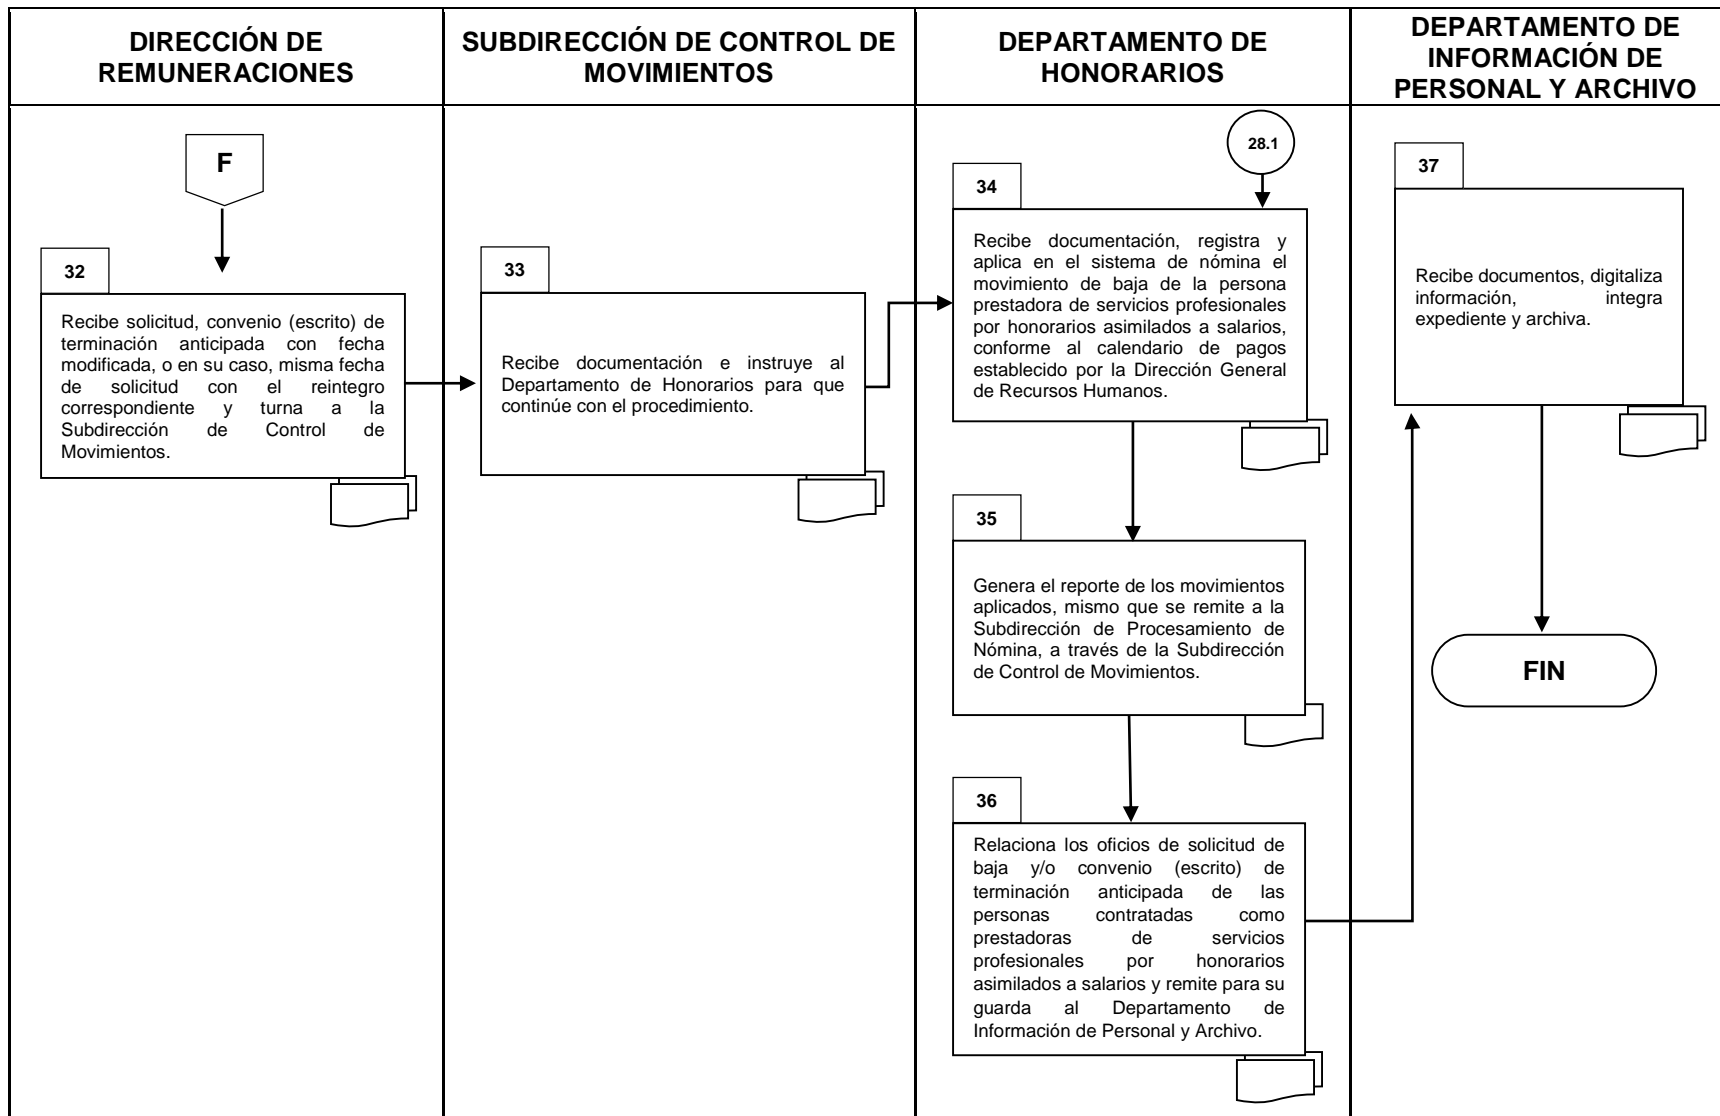 DIRECCIÓN DE
REMUNERACIONES
SUBDIRECCIÓN DE CONTROL DE
MOVIMIENTOS
DEPARTAMENTO DE
HONORARIOS
DEPARTAMENTO DE
INFORMACIÓN DE
PERSONAL Y ARCHIVO
F
32
Recibe solicitud, convenio (escrito) de
terminación anticipada con fecha
modificada, o en su caso, misma fecha
de solicitud con el reintegro
correspondiente y turna a la
Subdirección de Control de
Movimientos.
33
Recibe documentación e instruye al
Departamento de Honorarios para que
continúe con el procedimiento.
28.1
34
Recibe documentación, registra y
aplica en el sistema de nómina el
movimiento de baja de la persona
prestadora de servicios profesionales
por honorarios asimilados a salarios,
conforme al calendario de pagos
establecido por la Dirección General
de Recursos Humanos.
35
Genera el reporte de los movimientos
aplicados, mismo que se remite a la
Subdirección de Procesamiento de
Nómina, a través de la Subdirección
de Control de Movimientos.
36
Relaciona los oficios de solicitud de
baja y/o convenio (escrito) de
terminación anticipada de las
personas contratadas como
prestadoras de servicios
profesionales por honorarios
asimilados a salarios y remite para su
guarda al Departamento de
Información de Personal y Archivo.
37
Recibe documentos, digitaliza
información, integra
expediente y archiva.
FIN